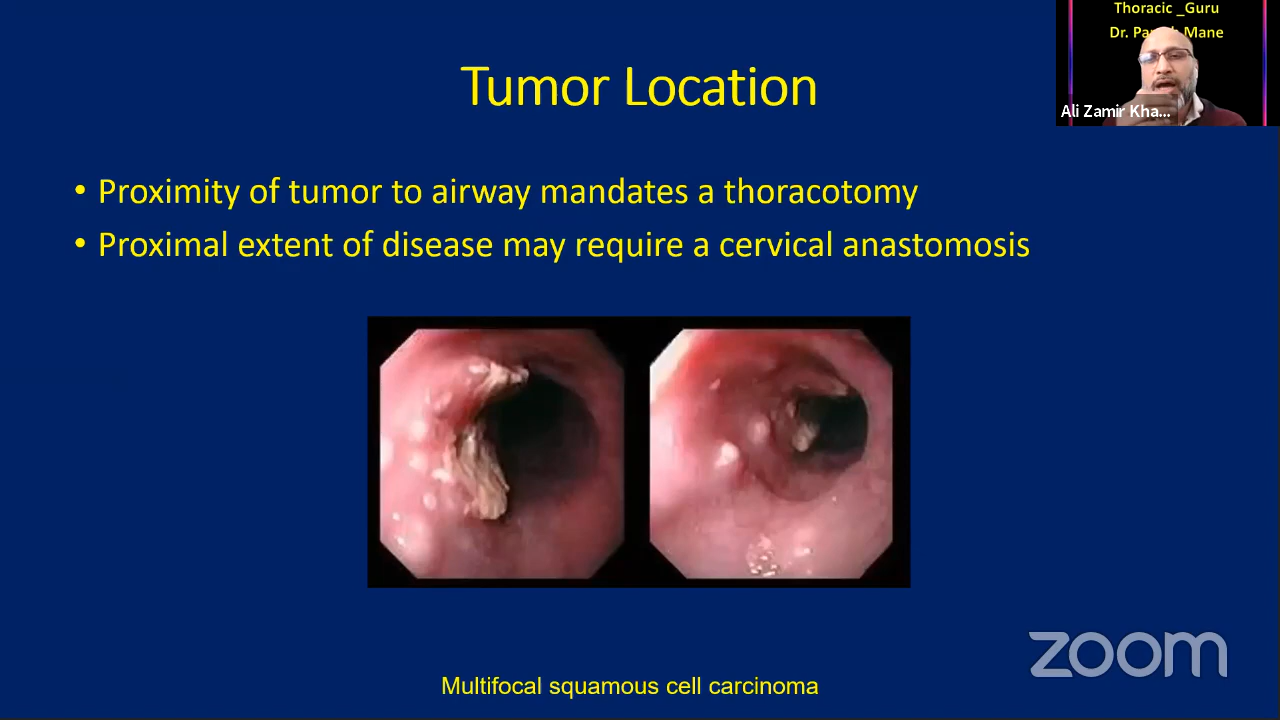 Thoracic _Guru
Dr. Mane
Ali Zamir Kha...
Tumor Location
• Proximity of tumor to airway mandates a thoracotomy
• Proximal extent of disease may require a cervical anastomosis
zoom
Multifocal squamous cell carcinoma